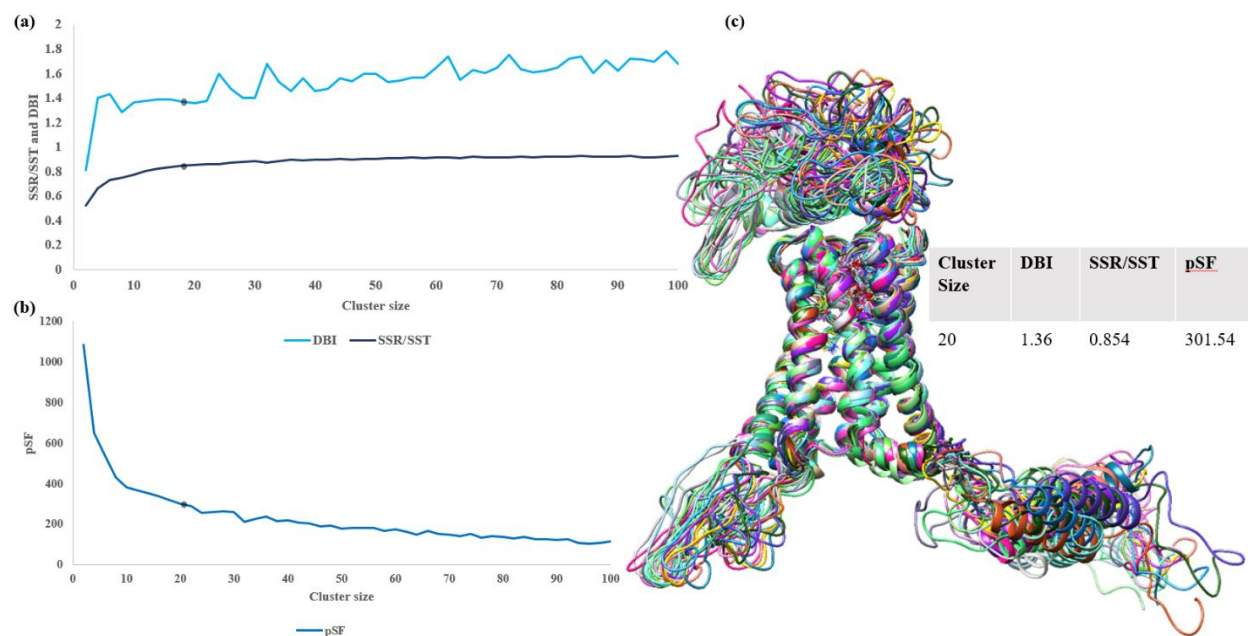 (a)
2
1.8
1.6
1.4
1.2
1
0.8
0.6
0.4
0.2
0
SSR/SST and DBI
0 10 20 30 40 50 60 70 80 90 100
Cluster size
DBI SSR/SST
(b)
1200
1000
800
600
400
200
0
pSF
0 10 20 30 40 50 60 70 80 90 100
Cluster size
pSF
(c)
Cluster Size DBI SSR/SST pSF
20 1.36 0.854 301.54